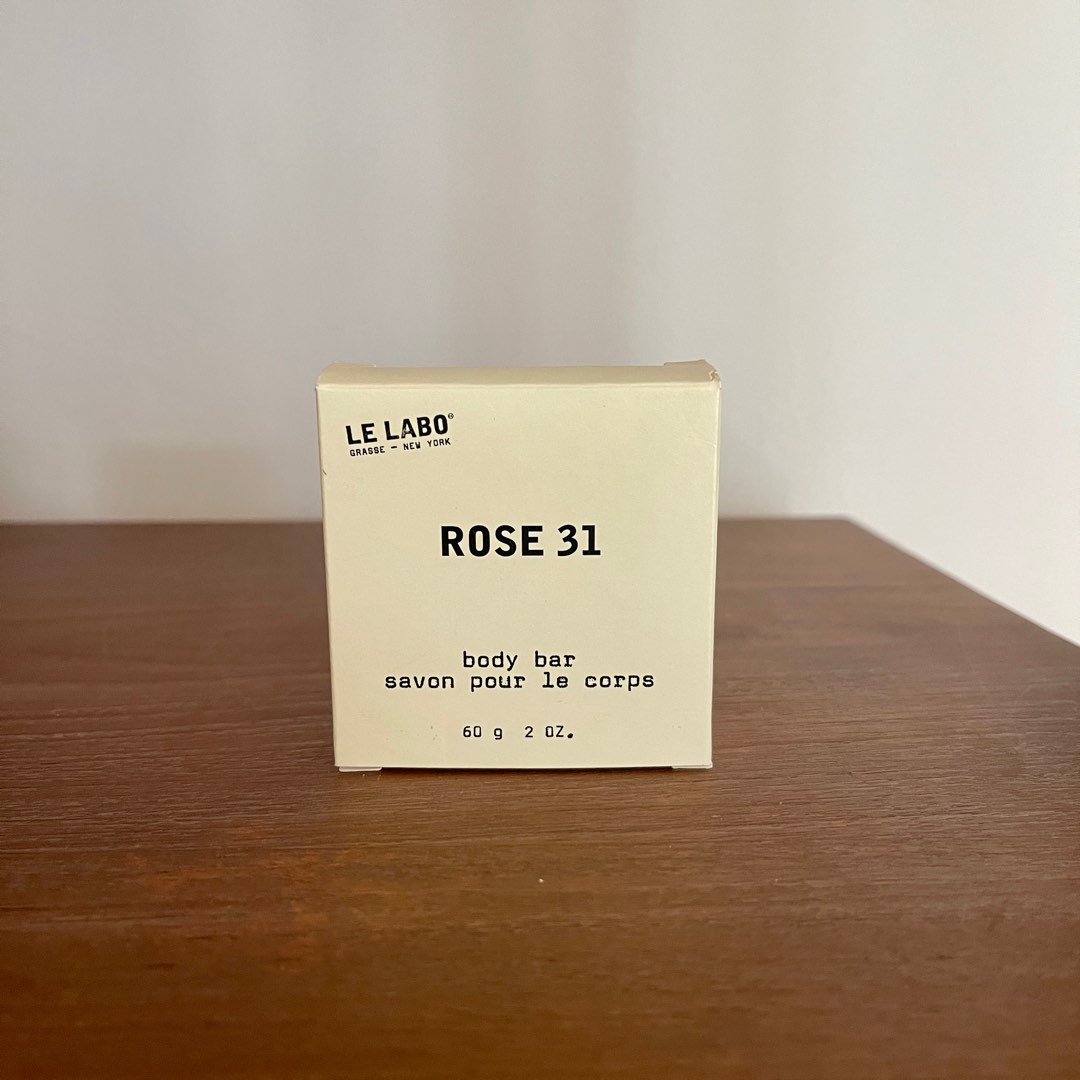 LE LABO®
GRASSE — NEW YORK
ROSE 31
body bar
savon pour le corps
60 g 2 OZ.